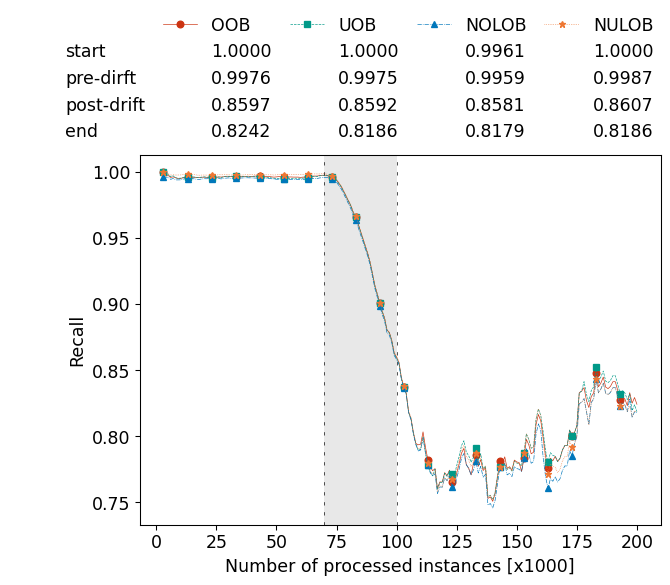 OOB UOB NOLOB NULOB
start 1.0000 1.0000 0.9961 1.0000
pre-dirft 0.9976 0.9975 0.9959 0.9987
post-drift 0.8597 0.8592 0.8581 0.8607
end 0.8242 0.8186 0.8179 0.8186
1.00
0.95
0.90
0.85
0.80
0.75
Recall
0 25 50 75 100 125 150 175 200
Number of processed instances [x1000]